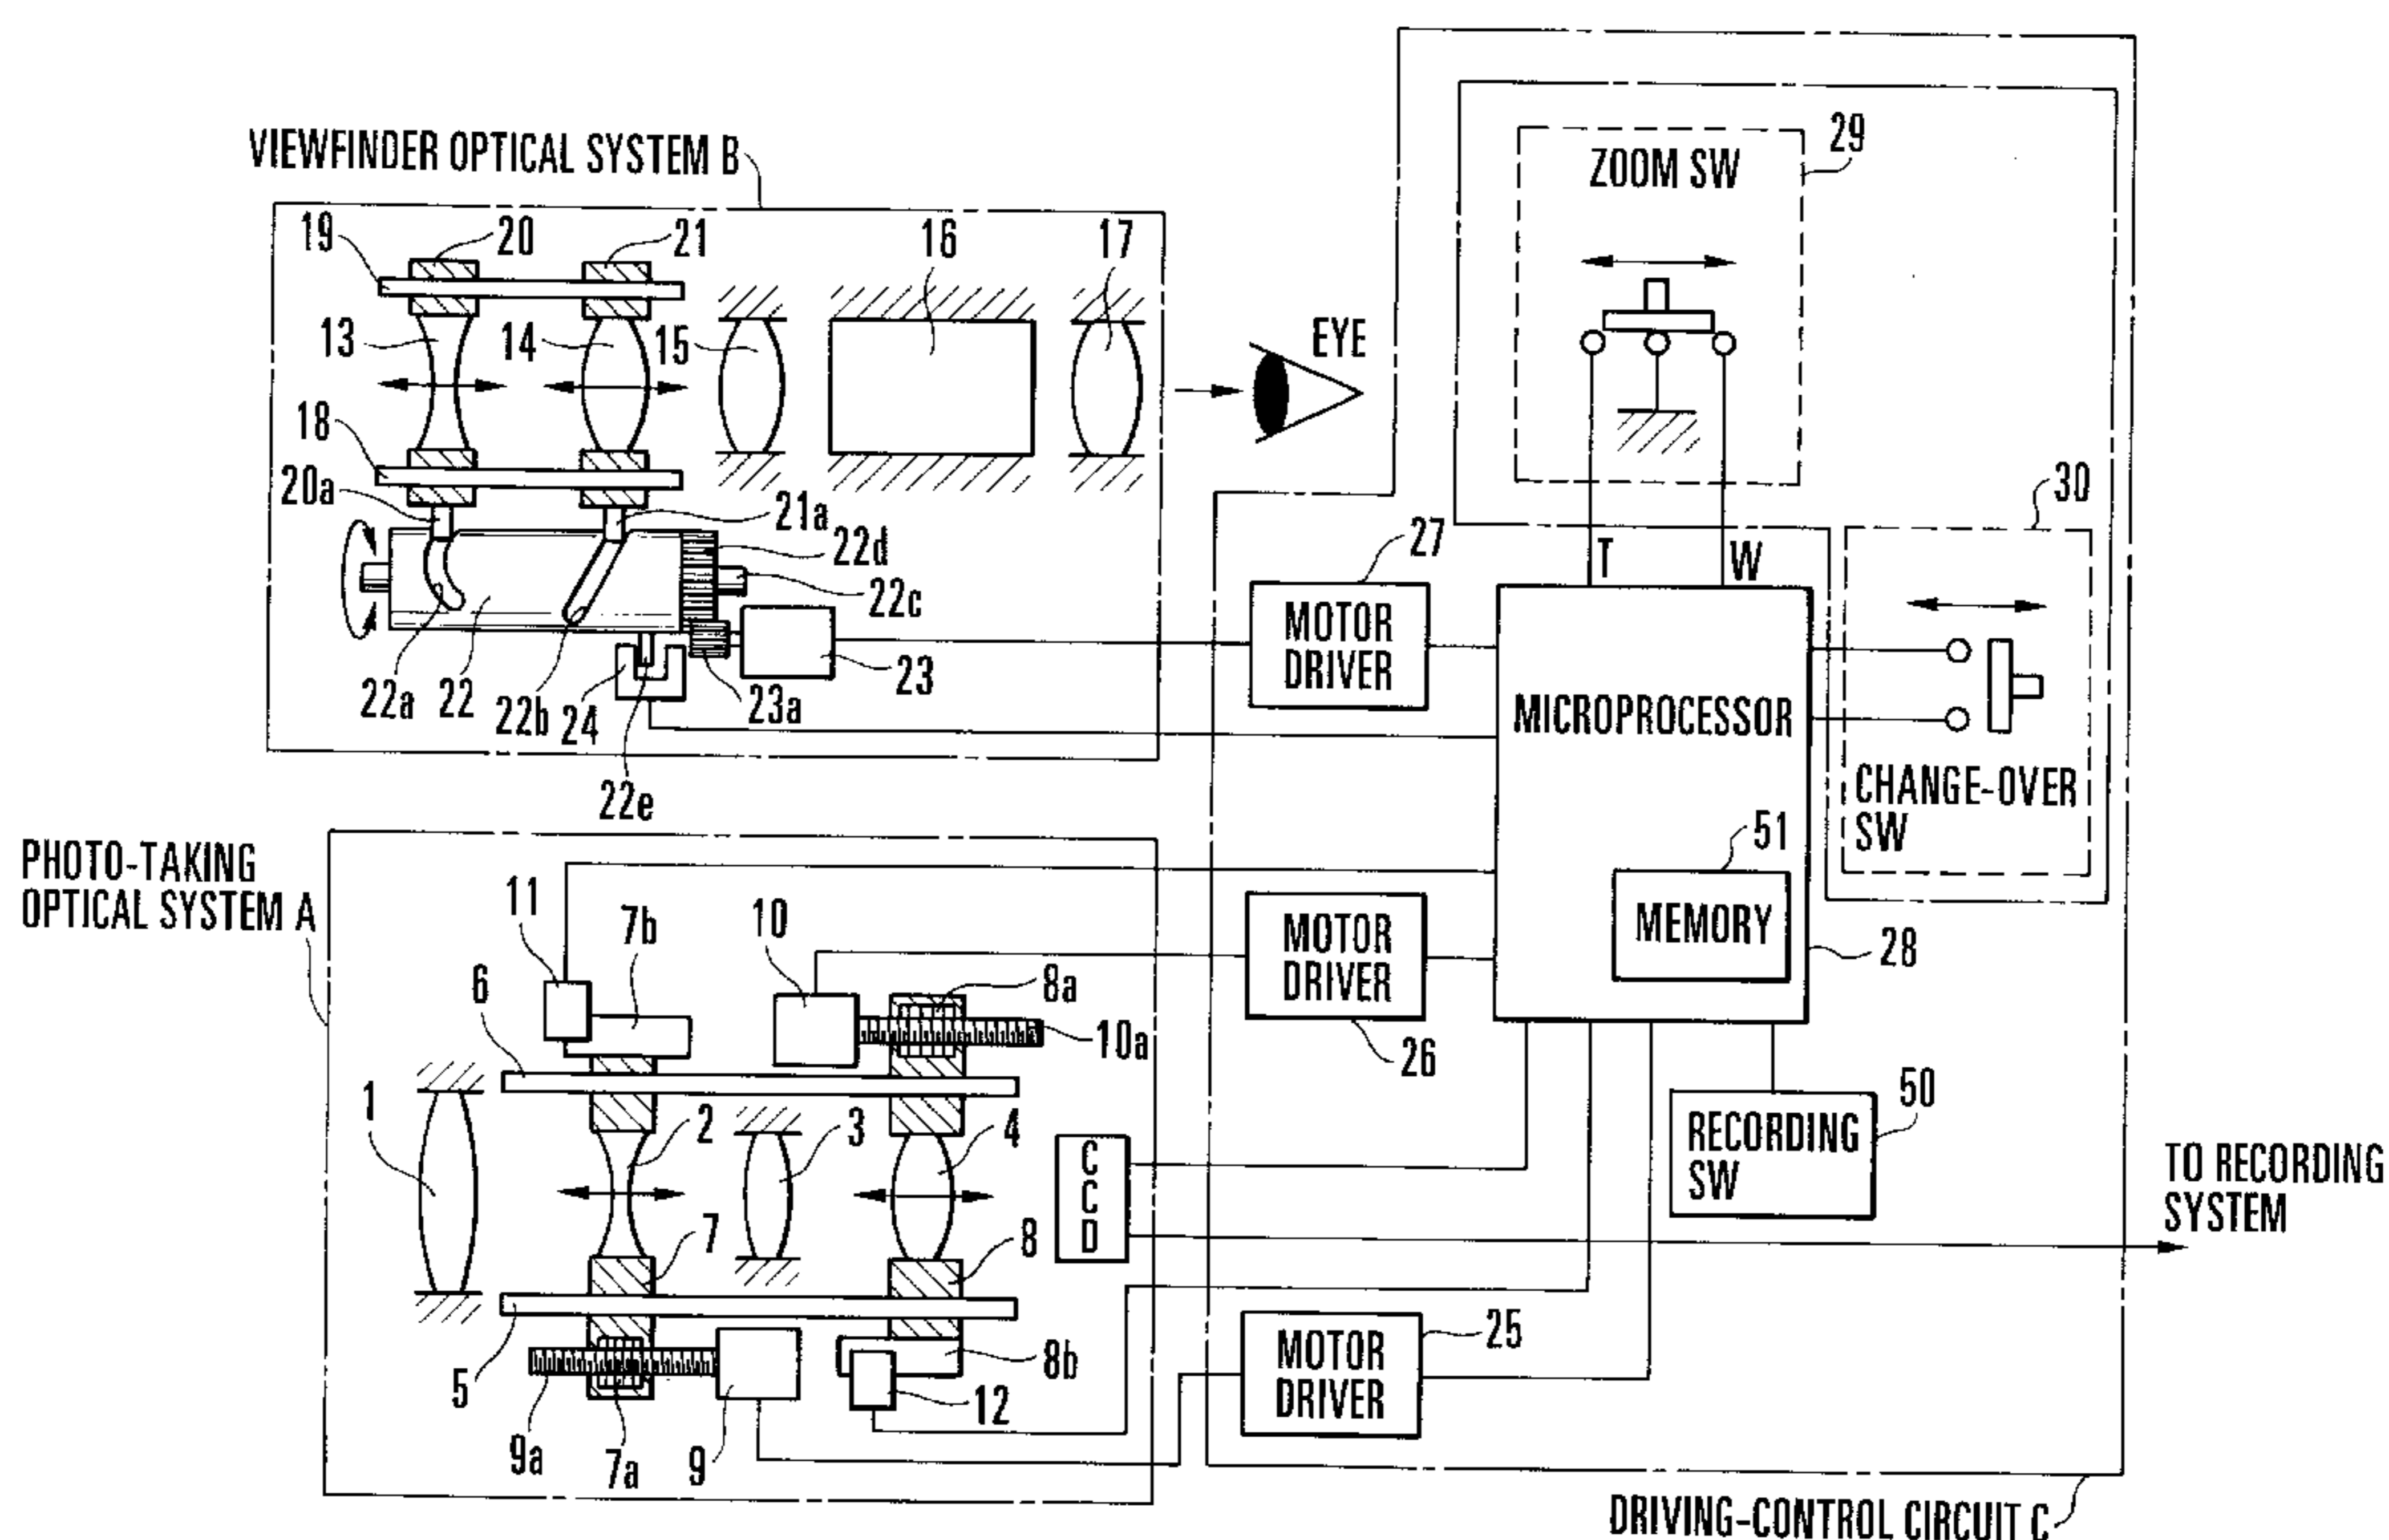 VIEWFINDER OPTICAL SYSTEM B
19
20
21
16
17
13
14
15
EYE
18
20a
21a
22d
22c
22a
22
22b
24
23a
23
22e
ZOOM SW
29
30
T
W
27
MOTOR
DRIVER
MICROPROCESSOR
CHANGE-OVER
SW
51
MEMORY
28
PHOTO-TAKING
OPTICAL SYSTEM A
11
7b
10
6
8a
10a
MOTOR
DRIVER
26
1
2
3
4
7
8
C
C
D
RECORDING
SW
50
TO RECORDING
SYSTEM
5
9a
7a
9
8b
12
MOTOR
DRIVER
25
DRIVING-CONTROL CIRCUIT C